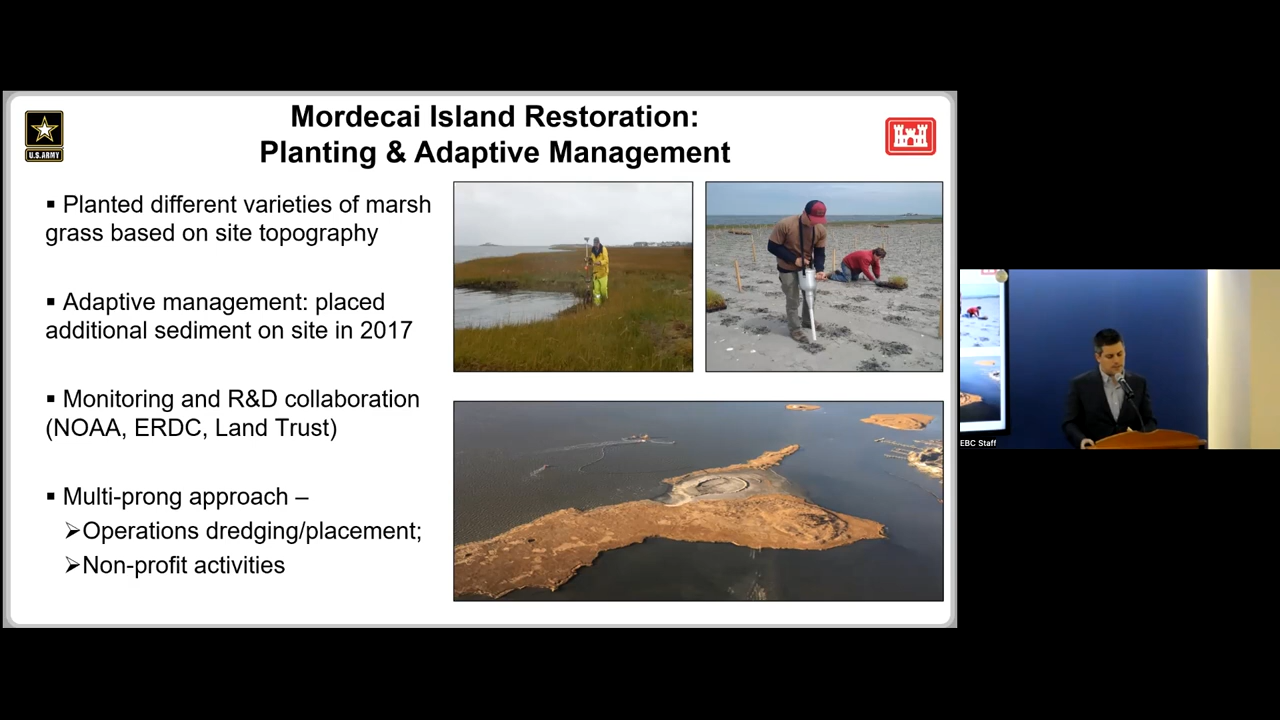 Mordecai Island Restoration:
Planting & Adaptive Management
U.S.ARMY
▪ Planted different varieties of marsh
grass based on site topography
▪ Adaptive management: placed
additional sediment on site in 2017
▪ Monitoring and R&D collaboration
(NOAA, ERDC, Land Trust)
▪ Multi-prong approach –
➢Operations dredging/placement;
➢Non-profit activities
EBC Staff